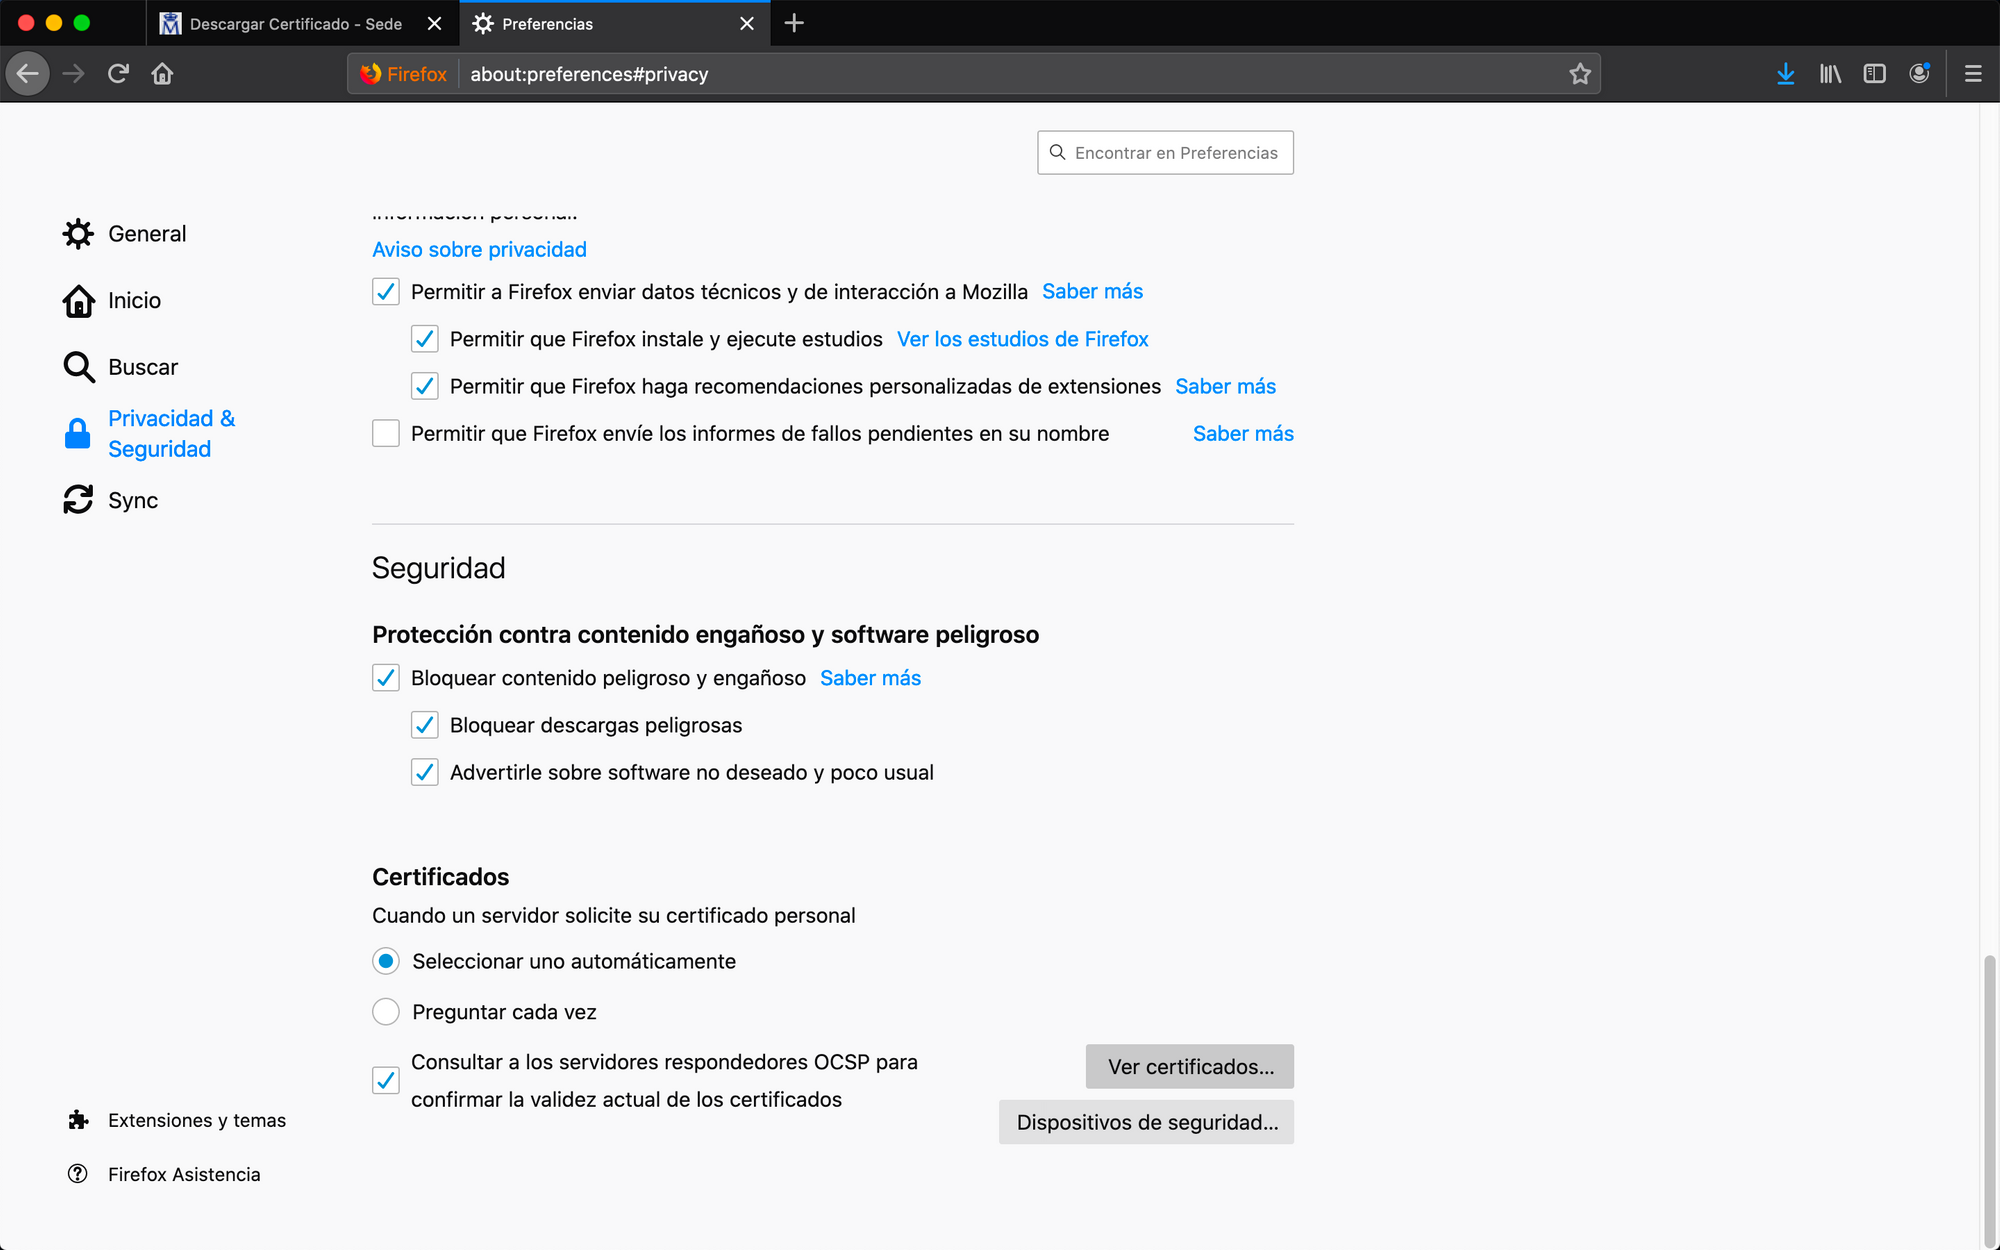 Descargar Certificado - Sede
Preferencias
Firefox
about:preferences#privacy
Encontrar en Preferencias
General
Inicio
Buscar
Privacidad &
Seguridad
Sync
Extensiones y temas
Firefox Asistencia
información personal.
Aviso sobre privacidad
Permitir a Firefox enviar datos técnicos y de interacción a Mozilla Saber más
Permitir que Firefox instale y ejecute estudios Ver los estudios de Firefox
Permitir que Firefox haga recomendaciones personalizadas de extensiones Saber más
Permitir que Firefox envíe los informes de fallos pendientes en su nombre Saber más
Seguridad
Protección contra contenido engañoso y software peligroso
Bloquear contenido peligroso y engañoso Saber más
Bloquear descargas peligrosas
Advertirle sobre software no deseado y poco usual
Certificados
Cuando un servidor solicite su certificado personal
Seleccionar uno automáticamente
Preguntar cada vez
Consultar a los servidores respondedores OCSP para
confirmar la validez actual de los certificados
Ver certificados...
Dispositivos de seguridad...